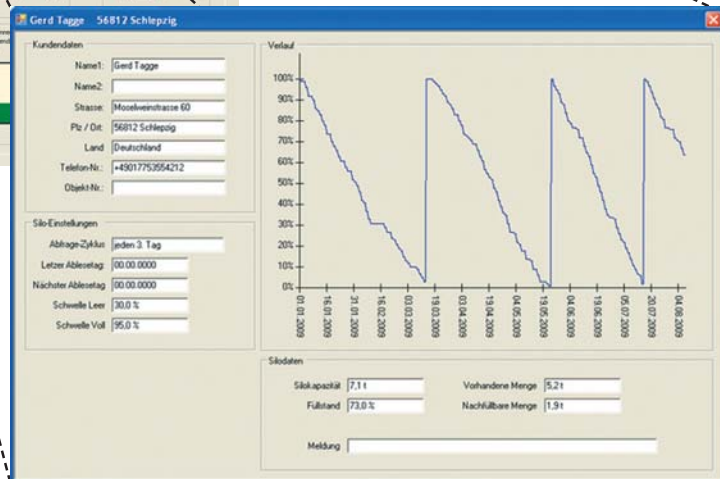 Gerd Tagge 56812 Schlepzig
Kundendaten
Name1: Gerd Tagge
Name2:
Strasse: Moselweinstrasse 60
Plz / Ort: 56812 Schlepzig
Land Deutschland
Telefon-Nr.: +49017753554212
Objekt-Nr.:
Silo-Einstellungen
Abfrage-Zyklus jeden 3. Tag
Letzer Ablesetag: 00.00.0000
Nächster Ablesetag 00.00.0000
Schwelle Leer 30,0 %
Schwelle Voll 95,0 %
Verlauf
100%
90%
80%
70%
60%
50%
40%
30%
20%
10%
0%
01.01.2009
16.01.2009
31.01.2009
16.02.2009
03.03.2009
19.03.2009
03.04.2009
19.04.2009
04.05.2009
19.05.2009
04.06.2009
19.06.2009
05.07.2009
20.07.2009
04.08.2009
Silodaten
Silokapazität 7,1 t Vorhandene Menge 5,2 t
Füllstand 73,0 % Nachfüllbare Menge 1,9 t
Meldung